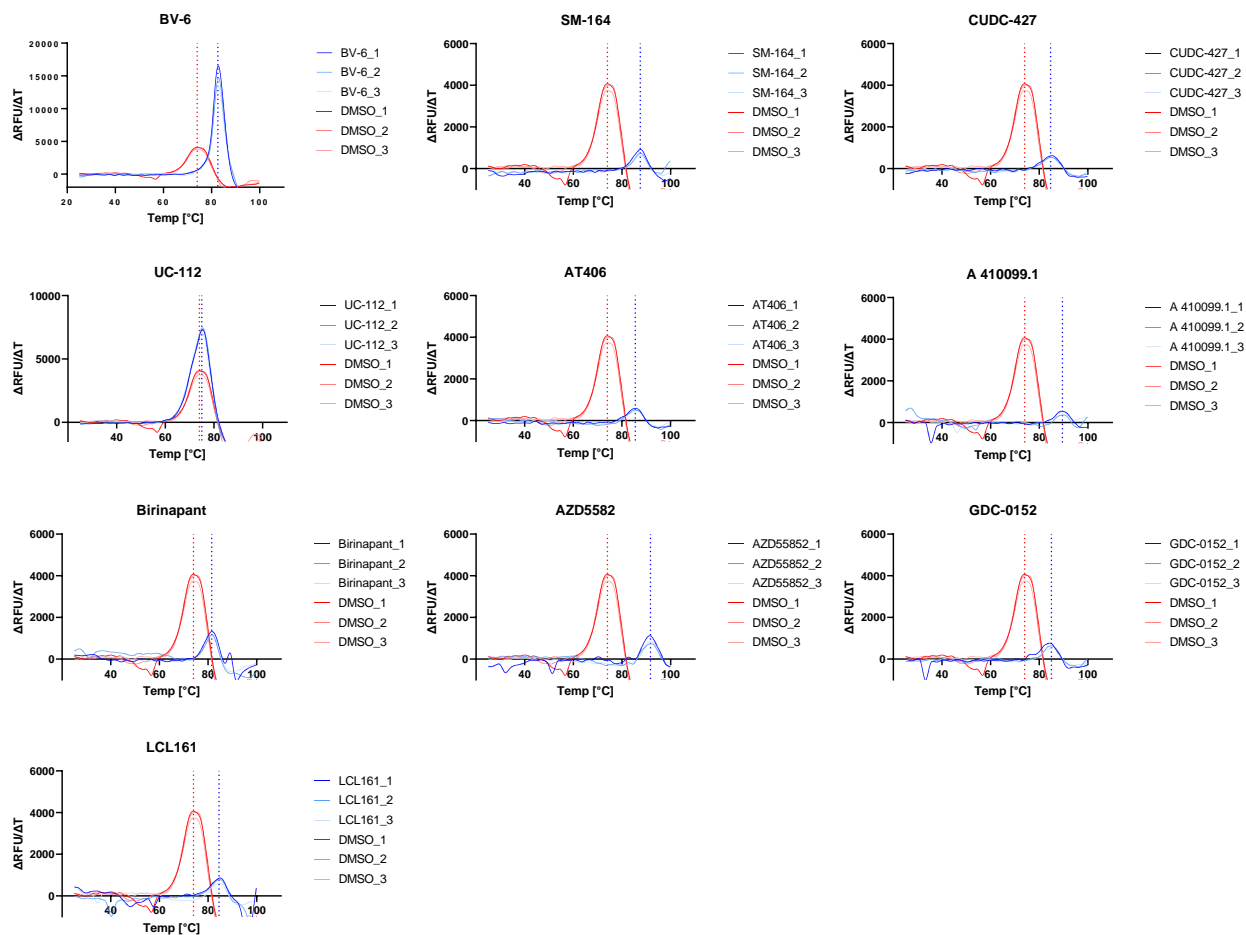 BV-6
20000
15000
10000
5000
0
20
40
60
80
100
ΔRFU/ΔT
Temp [°C]
BV-6_1
BV-6_2
BV-6_3
DMSO_1
DMSO_2
DMSO_3
SM-164
6000
4000
2000
0
40
60
80
100
ΔRFU/ΔT
Temp [°C]
SM-164_1
SM-164_2
SM-164_3
DMSO_1
DMSO_2
DMSO_3
CUDC-427
6000
4000
2000
0
40
60
80
100
ΔRFU/ΔT
Temp [°C]
CUDC-427_1
CUDC-427_2
CUDC-427_3
DMSO_1
DMSO_2
DMSO_3
UC-112
10000
5000
0
40
60
80
100
ΔRFU/ΔT
Temp [°C]
UC-112_1
UC-112_2
UC-112_3
DMSO_1
DMSO_2
DMSO_3
AT406
6000
4000
2000
0
40
60
80
100
ΔRFU/ΔT
Temp [°C]
AT406_1
AT406_2
AT406_3
DMSO_1
DMSO_2
DMSO_3
A 410099.1
6000
4000
2000
0
40
60
80
100
ΔRFU/ΔT
Temp [°C]
A 410099.1_1
A 410099.1_2
A 410099.1_3
DMSO_1
DMSO_2
DMSO_3
Birinapant
6000
4000
2000
0
40
60
80
100
ΔRFU/ΔT
Temp [°C]
Birinapant_1
Birinapant_2
Birinapant_3
DMSO_1
DMSO_2
DMSO_3
AZD5582
6000
4000
2000
0
40
60
80
100
ΔRFU/ΔT
Temp [°C]
AZD55852_1
AZD55852_2
AZD55852_3
DMSO_1
DMSO_2
DMSO_3
GDC-0152
6000
4000
2000
0
40
60
80
100
ΔRFU/ΔT
Temp [°C]
GDC-0152_1
GDC-0152_2
GDC-0152_3
DMSO_1
DMSO_2
DMSO_3
LCL161
6000
4000
2000
0
40
60
80
100
ΔRFU/ΔT
Temp [°C]
LCL161_1
LCL161_2
LCL161_3
DMSO_1
DMSO_2
DMSO_3